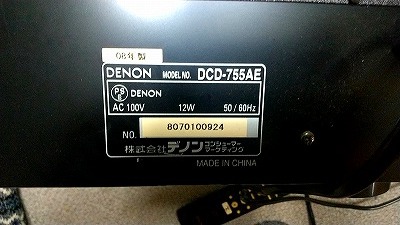 08年製
DENON MODEL NO. DCD-755AE
PS E DENON
AC 100V 12W 50/60Hz
NO. 8070100924
株式会社デノン コンシューマー マーケティング
MADE IN CHINA